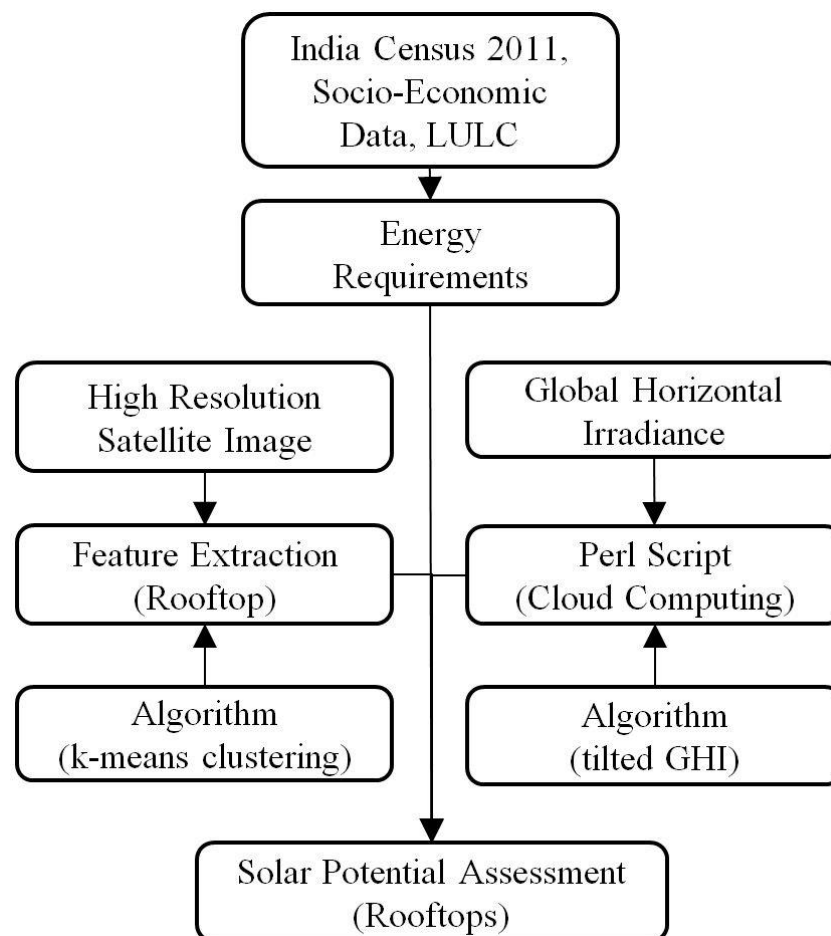 India Census 2011,
Socio-Economic
Data, LULC
Energy
Requirements
High Resolution
Satellite Image
Global Horizontal
Irradiance
Feature Extraction
(Rooftop)
Perl Script
(Cloud Computing)
Algorithm
(k-means clustering)
Algorithm
(tilted GHI)
Solar Potential Assessment
(Rooftops)